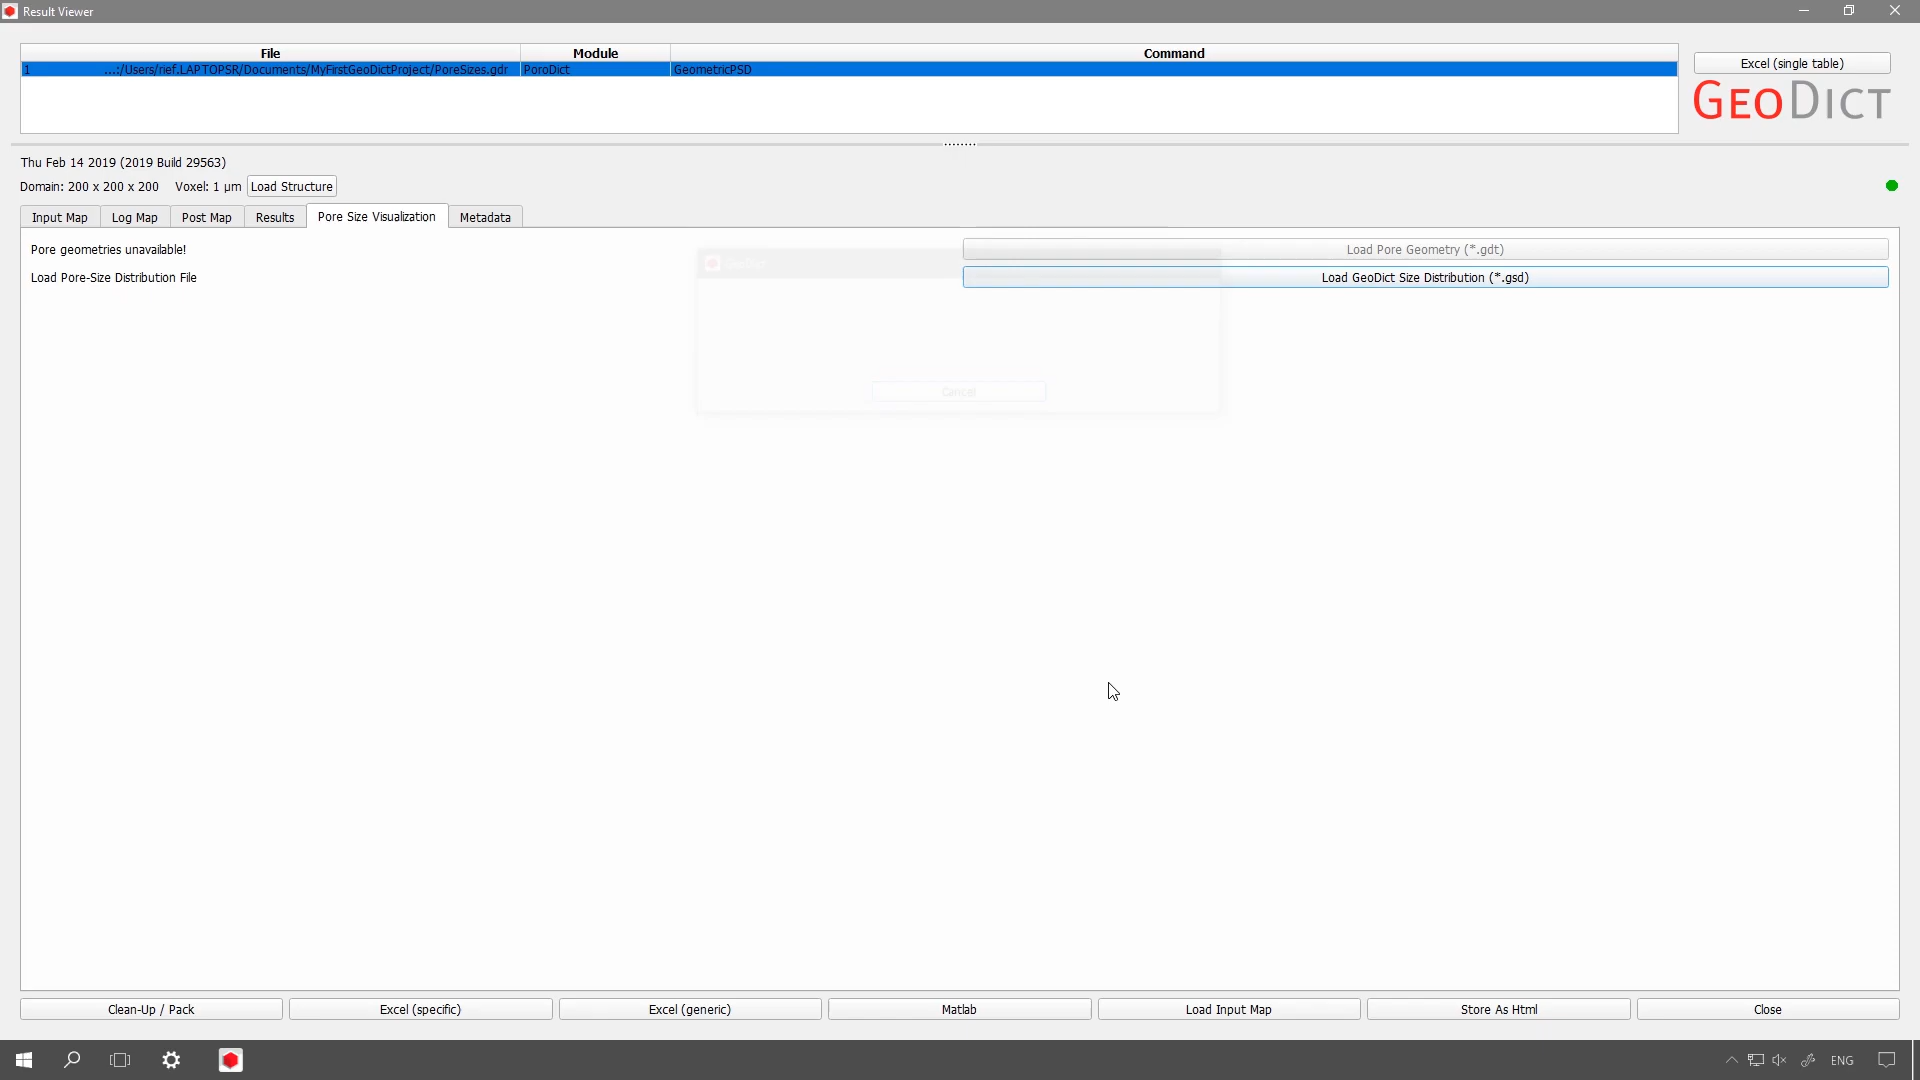 Result Viewer
File Module Command
1 ...:/Users/rief.LAPTOPSR/Documents/MyFirstGeoDictProject/PoreSizes.gdr PoroDict GeometricPSD
Excel (single table)
GEODICT
Thu Feb 14 2019 (2019 Build 29563)
Domain: 200 x 200 x 200 Voxel: 1 µm Load Structure
Input Map Log Map Post Map Results Pore Size Visualization Metadata
Pore geometries unavailable! Load Pore Geometry (*.gdt)
GeoDict
Load Pore-Size Distribution File Load GeoDict Size Distribution (*.gsd)
Cancel
Clean-Up / Pack Excel (specific) Excel (generic) Matlab Load Input Map Store As Html Close
ENG